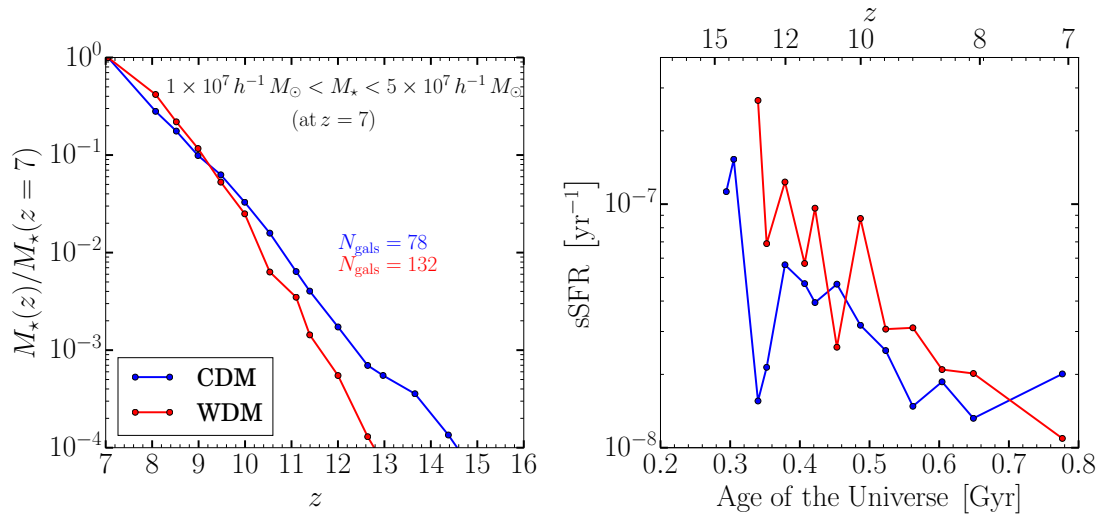 10^0
10^{-1}
10^{-2}
10^{-3}
10^{-4}
7 8 9 10 11 12 13 14 15 16
z
M_⋆(z)/M_⋆(z = 7)
1 × 10^7 h^{-1} M_⊙ < M_⋆ < 5 × 10^7 h^{-1} M_⊙
(at z = 7)
N_gals = 78
N_gals = 132
CDM
WDM
z
15 12 10 8 7
10^{-7}
10^{-8}
sSFR [yr^{-1}]
0.2 0.3 0.4 0.5 0.6 0.7 0.8
Age of the Universe [Gyr]